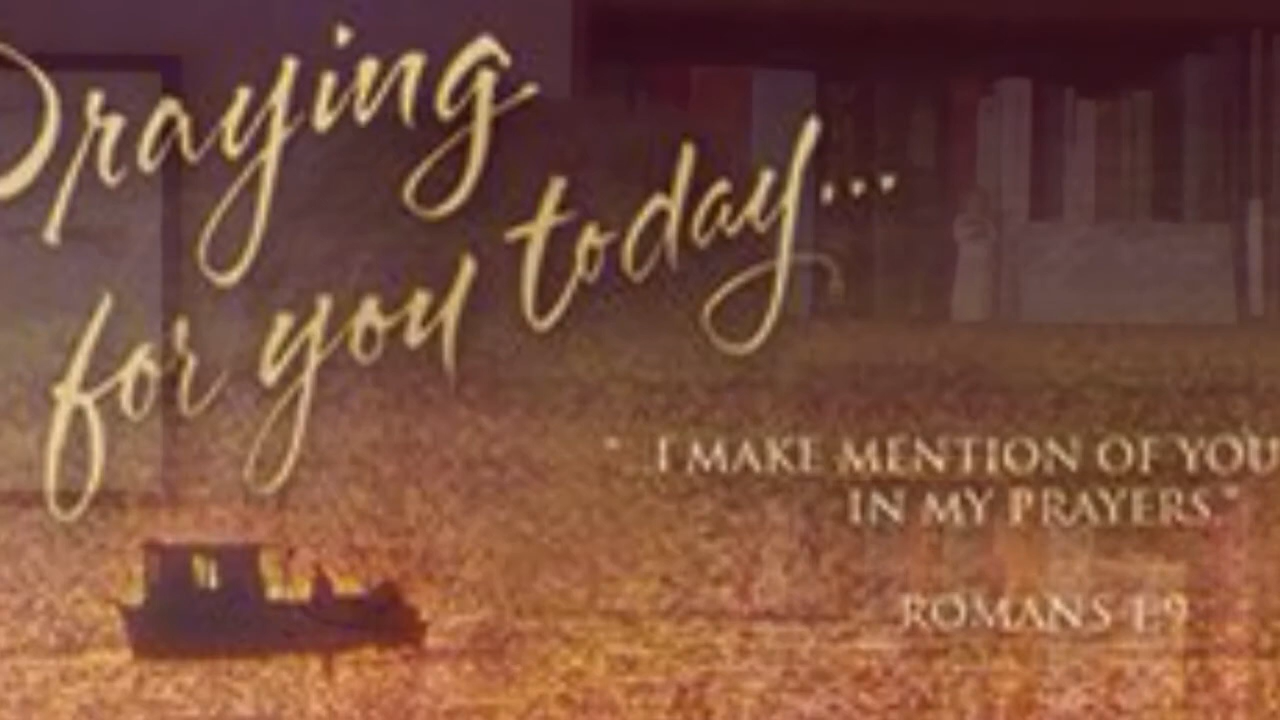 Praying
for you today...
"...I MAKE MENTION OF YOU
IN MY PRAYERS."
ROMANS 1:9